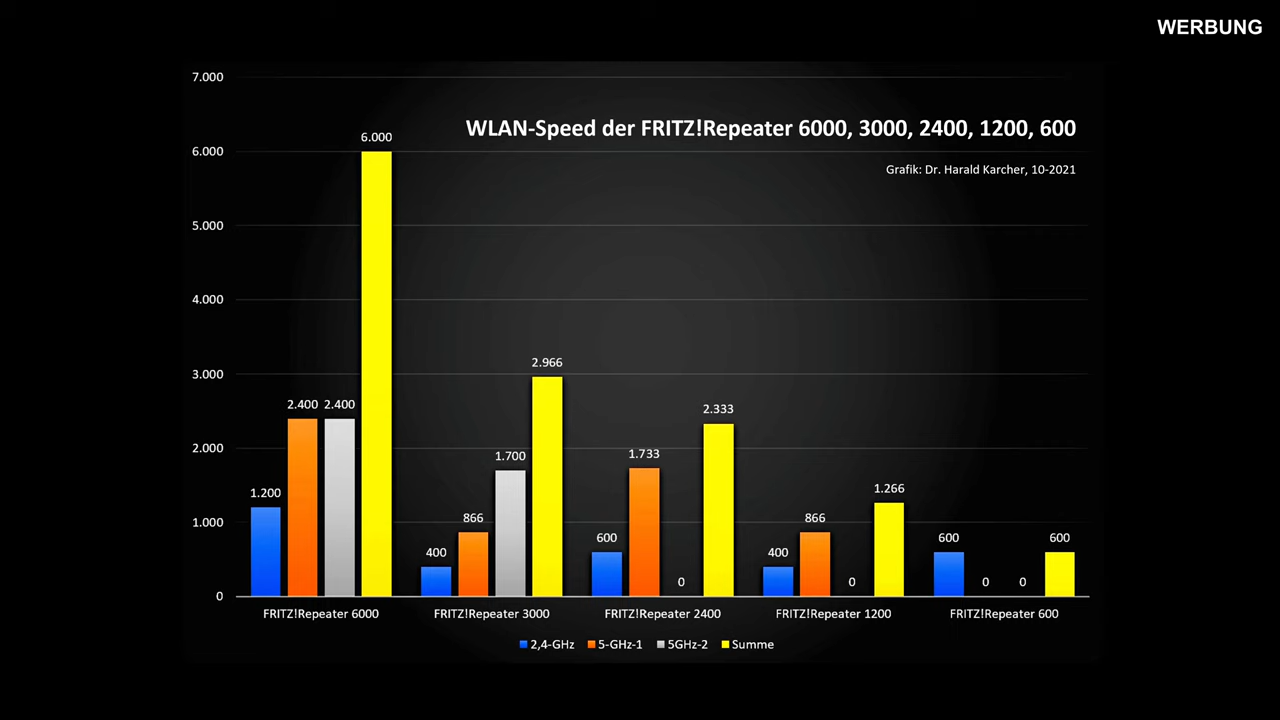 WERBUNG
WLAN-Speed der FRITZ!Repeater 6000, 3000, 2400, 1200, 600
Grafik: Dr. Harald Karcher, 10-2021
7.000
6.000
5.000
4.000
3.000
2.000
1.000
0
1.200
2.400
2.400
6.000
400
866
1.700
2.966
600
1.733
0
2.333
400
866
0
1.266
600
0
0
600
FRITZ!Repeater 6000
FRITZ!Repeater 3000
FRITZ!Repeater 2400
FRITZ!Repeater 1200
FRITZ!Repeater 600
2,4-GHz
5-GHz-1
5GHz-2
Summe